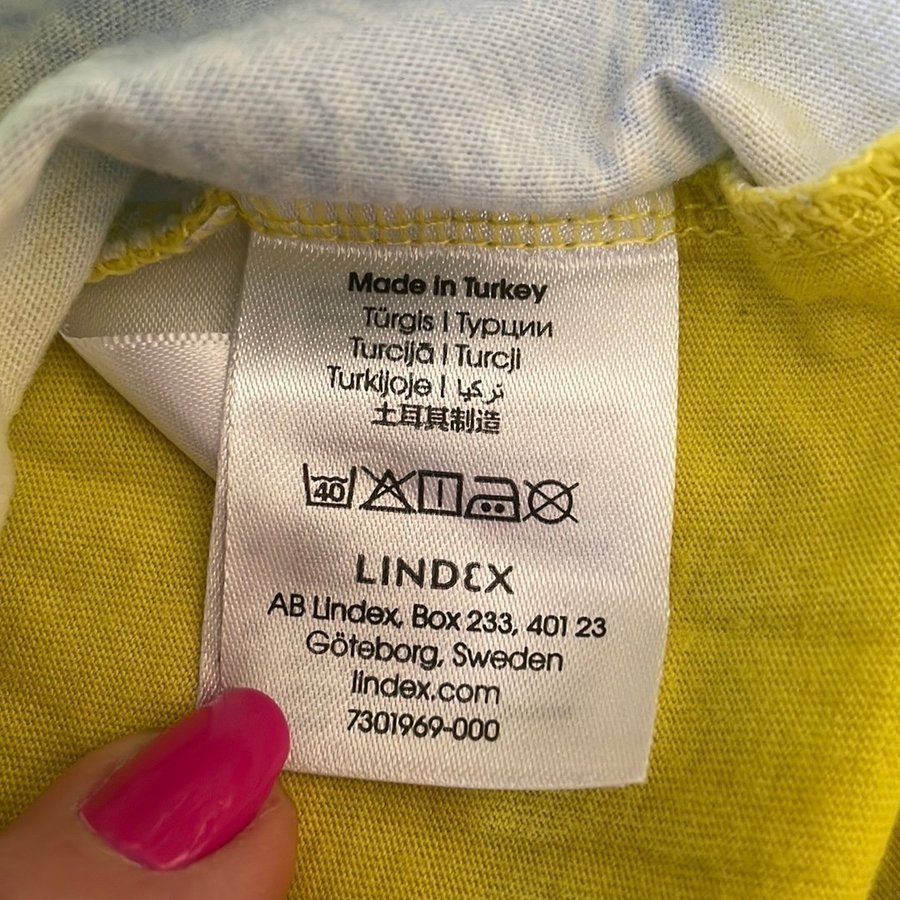 Made in Turkey
Türgis | Турции
Turcijā | Turcji
Turkijoje | تركيا
土耳其制造
40
LINDEX
AB Lindex, Box 233, 401 23
Göteborg, Sweden
lindex.com
7301969-000